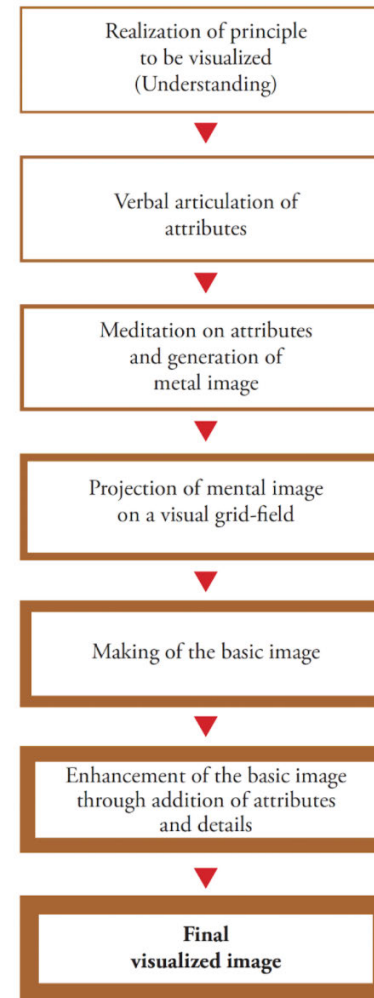 Realization of principle
to be visualized
(Understanding)
Verbal articulation of
attributes
Meditation on attributes
and generation of
metal image
Projection of mental image
on a visual grid-field
Making of the basic image
Enhancement of the basic image
through addition of attributes
and details
Final
visualized image